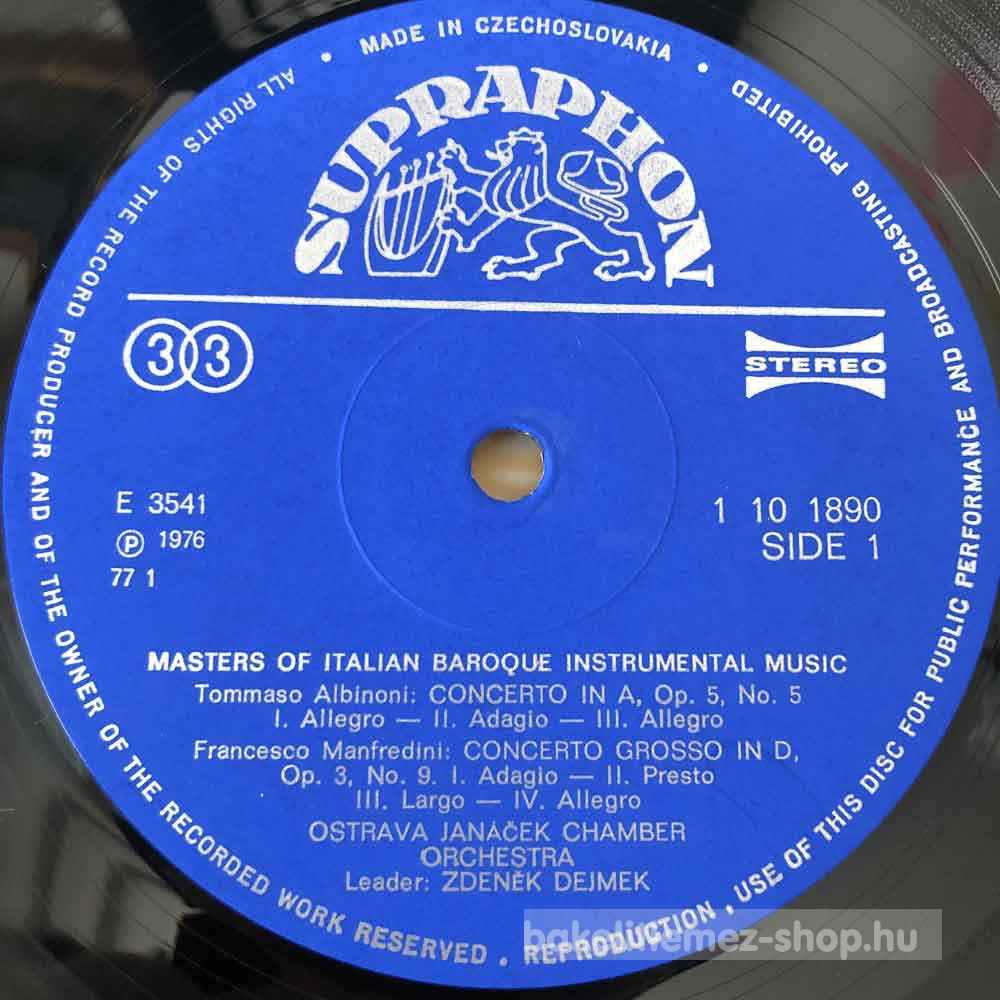 MADE IN CZECHOSLOVAKIA
SUPRAPHON
33
STEREO
E 3541
Ⓟ 1976
77 1
1 10 1890
SIDE 1
MASTERS OF ITALIAN BAROQUE INSTRUMENTAL MUSIC
Tommaso Albinoni: CONCERTO IN A, Op. 5, No. 5
I. Allegro — II. Adagio — III. Allegro
Francesco Manfredini: CONCERTO GROSSO IN D,
Op. 3, No. 9. I. Adagio — II. Presto
III. Largo — IV. Allegro
OSTRAVA JANÁČEK CHAMBER
ORCHESTRA
Leader: ZDENĚK DEJMEK
ALL RIGHTS OF THE RECORD PRODUCER AND OF THE OWNER OF THE RECORDED WORK RESERVED . REPRODUCTION , USE OF THIS DISC FOR PUBLIC PERFORMANCE AND BROADCASTING PROHIBITED
bakelitlemez-shop.hu